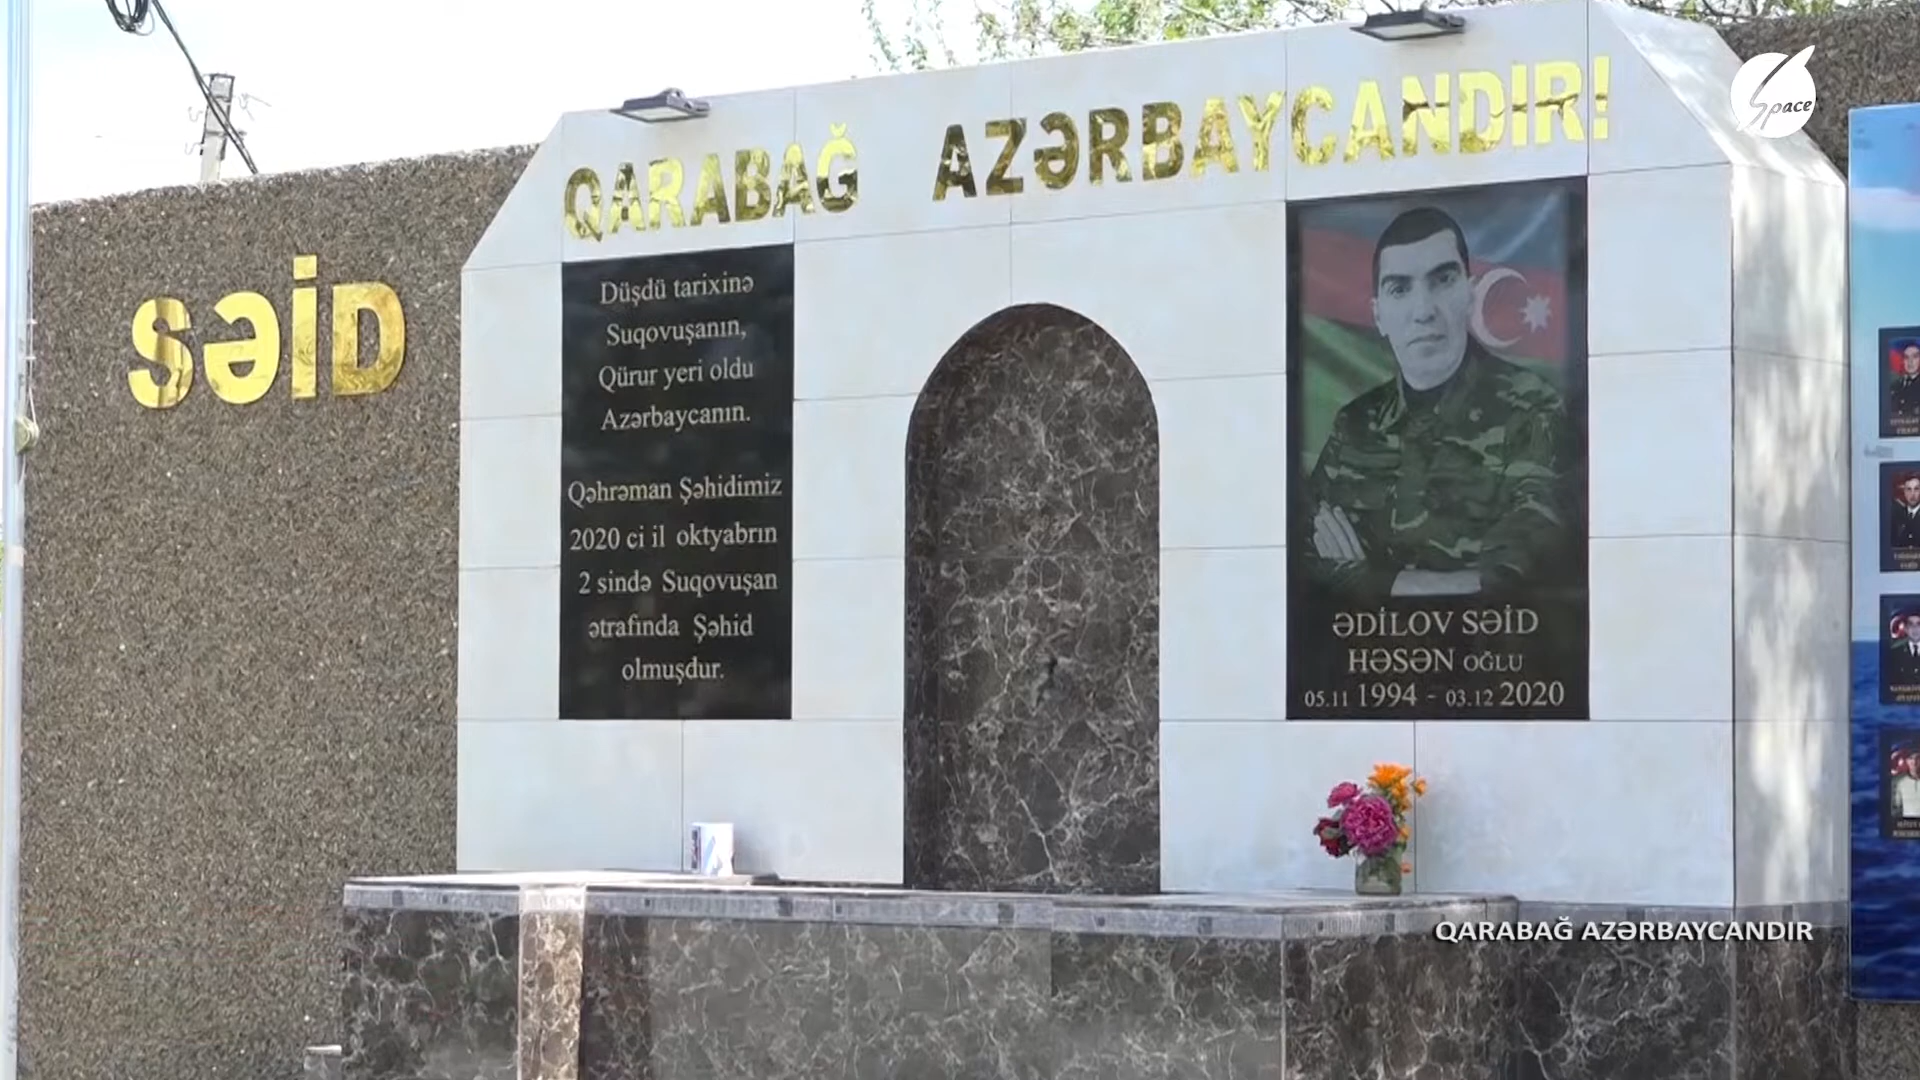 QARABAĞ AZƏRBAYCANDIR!
Space
SƏİD
Düşdü tarixinə
Suqovuşanın,
Qürur yeri oldu
Azərbaycanın.
Qəhrəman Şəhidimiz
2020 ci il oktyabrın
2 sində Suqovuşan
ətrafında Şəhid
olmuşdur.
ƏDİLOV SƏİD
HƏSƏN OĞLU
05.11 1994 - 03.12 2020
QARABAĞ AZƏRBAYCANDIR